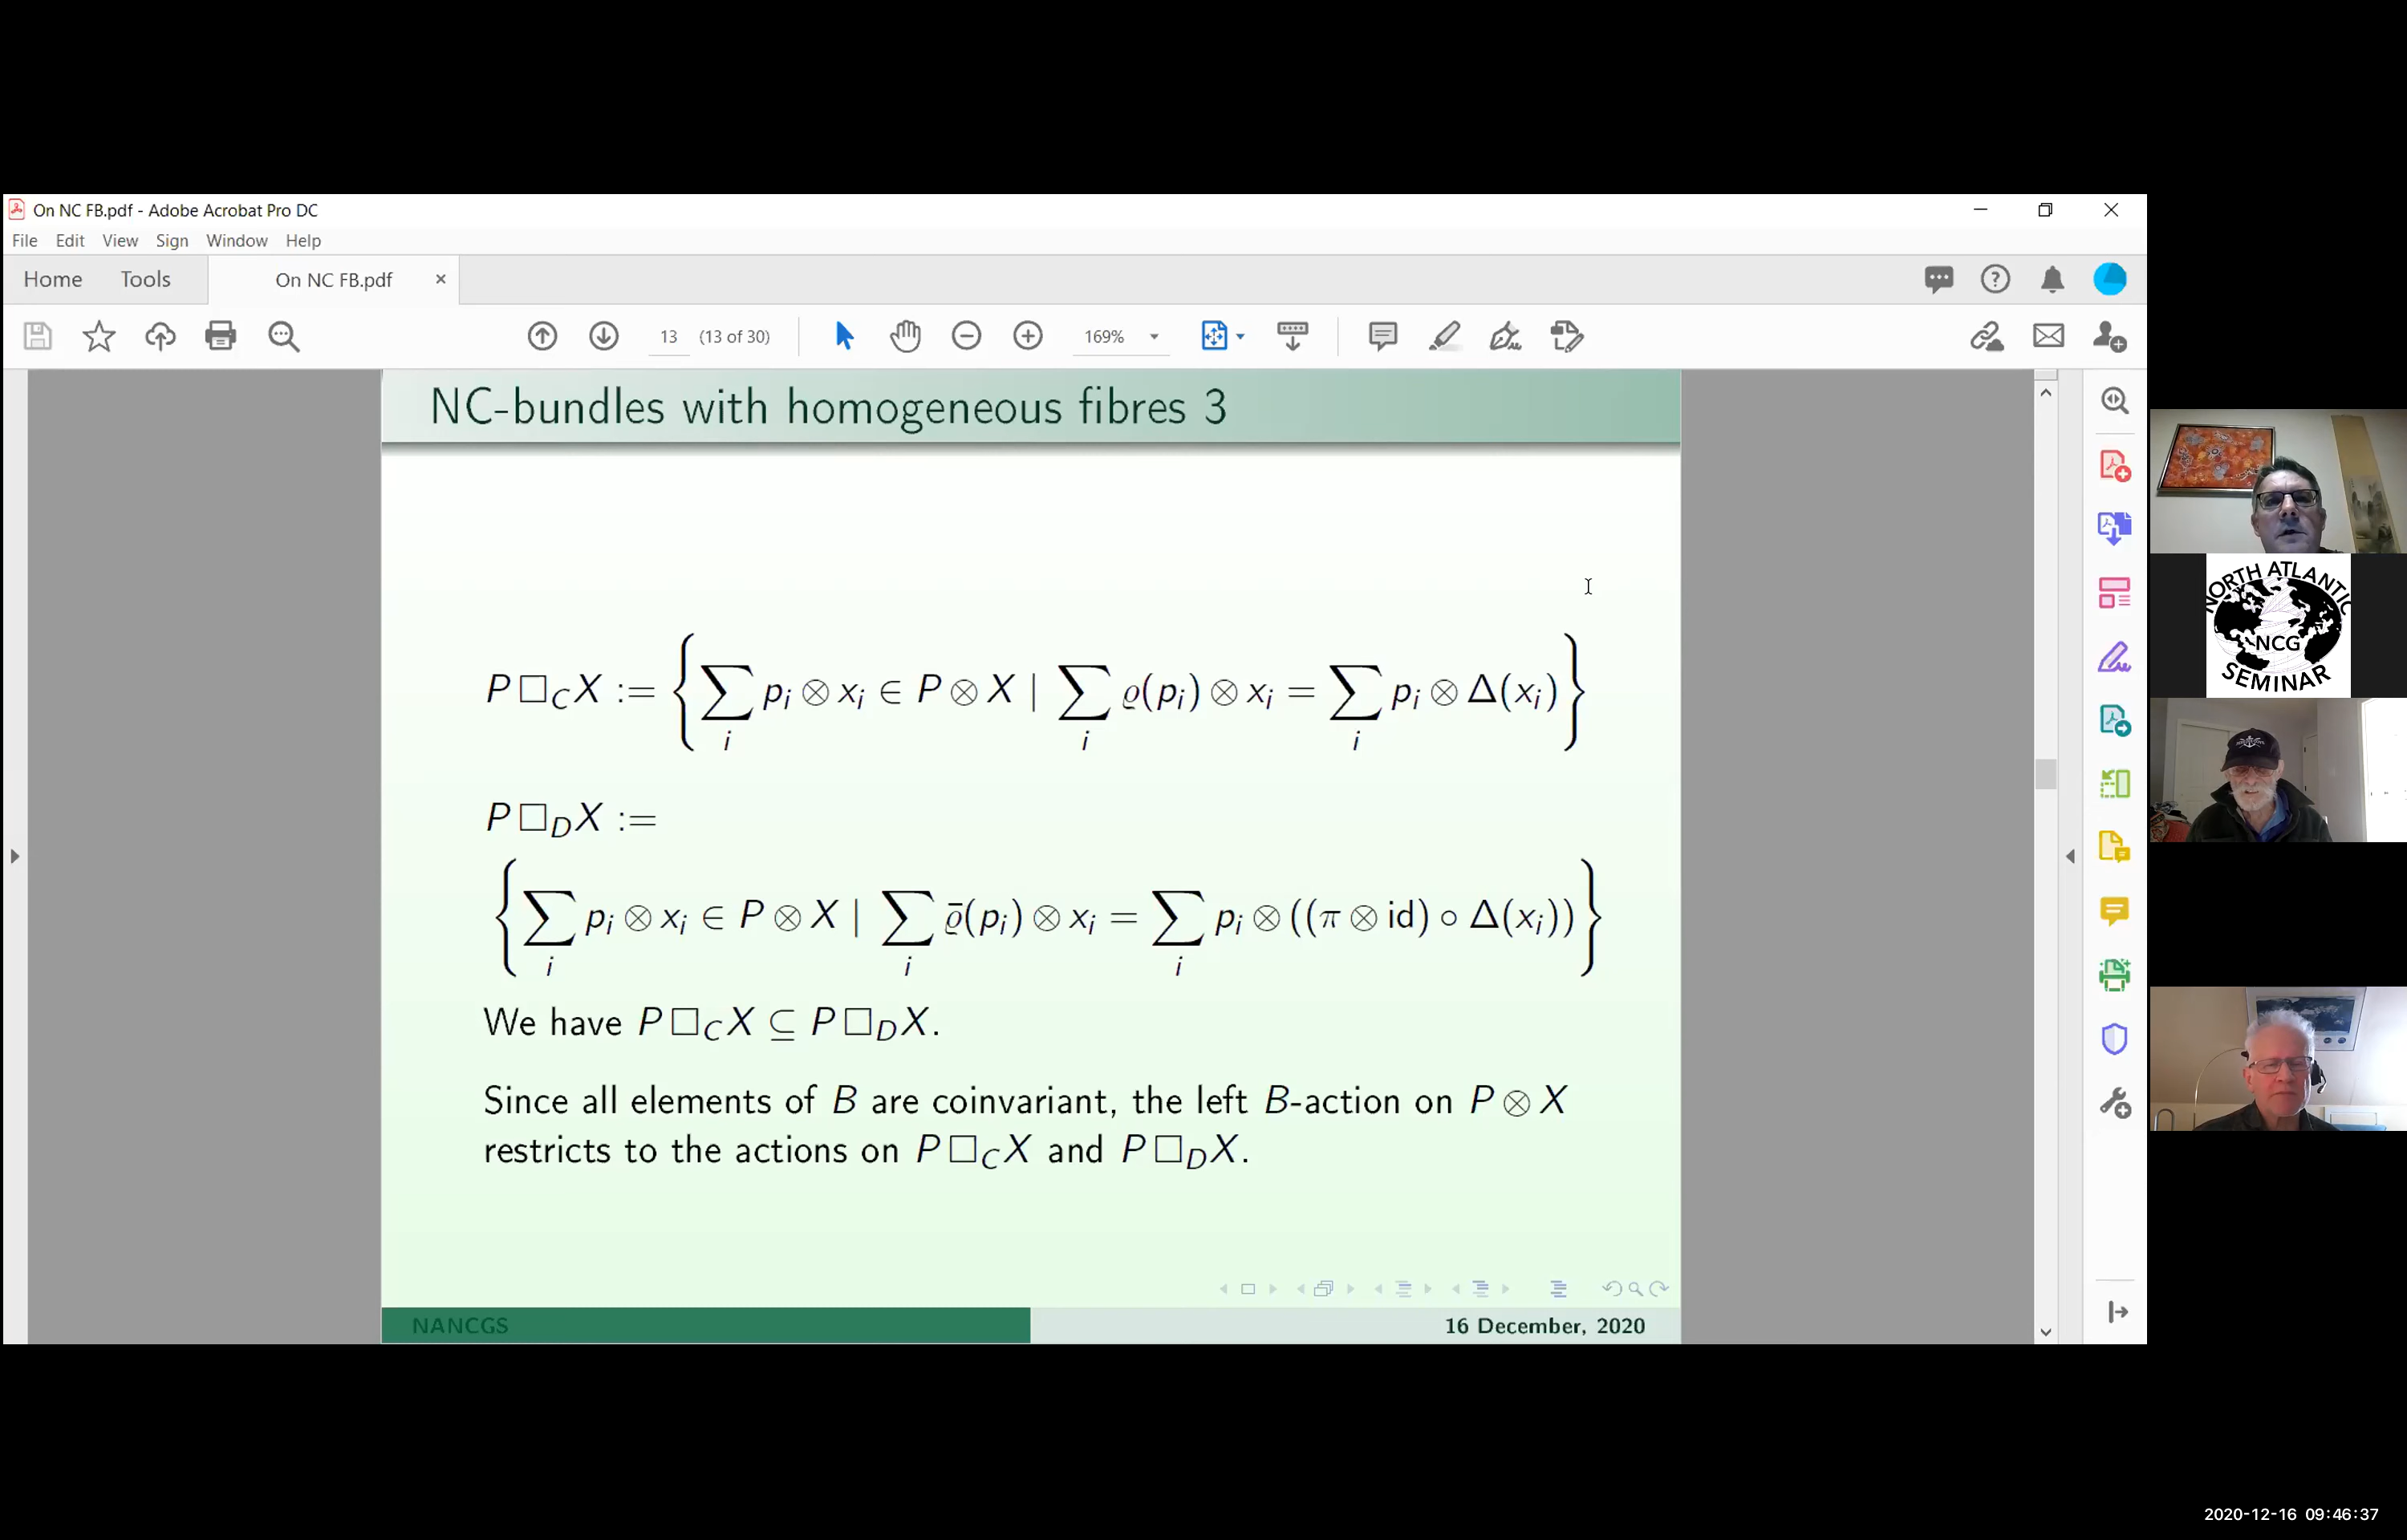 On NC FB.pdf - Adobe Acrobat Pro DC
File Edit View Sign Window Help
Home Tools On NC FB.pdf ×
13 (13 of 30) 169%
NC-bundles with homogeneous fibres 3
P □_C X := { ∑_i p_i ⊗ x_i ∈ P ⊗ X | ∑_i ϱ(p_i) ⊗ x_i = ∑_i p_i ⊗ Δ(x_i) }
P □_D X :=
{ ∑_i p_i ⊗ x_i ∈ P ⊗ X | ∑_i ϱ̄(p_i) ⊗ x_i = ∑_i p_i ⊗ ((π ⊗ id) ∘ Δ(x_i)) }
We have P □_C X ⊆ P □_D X.
Since all elements of B are coinvariant, the left B-action on P ⊗ X
restricts to the actions on P □_C X and P □_D X.
NANCGS 16 December, 2020
NORTH ATLANTIC
NCG
SEMINAR
2020-12-16 09:46:37